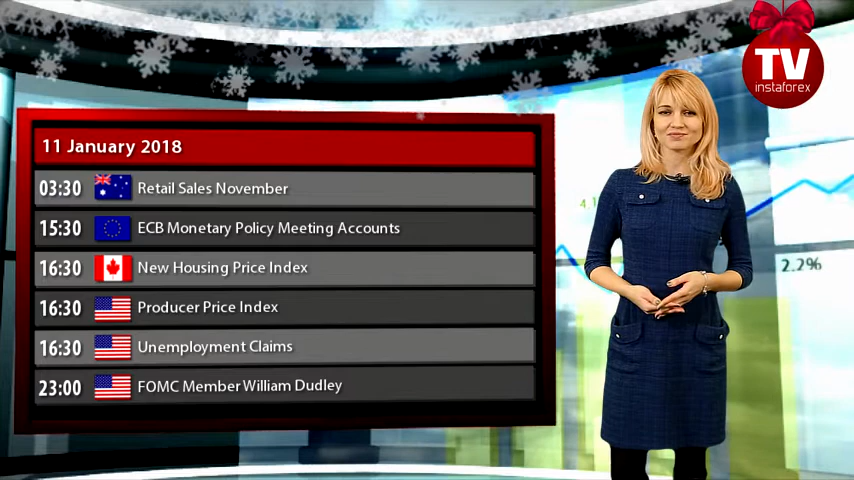 TV
instaforex
11 January 2018
03:30 Retail Sales November
15:30 ECB Monetary Policy Meeting Accounts
16:30 New Housing Price Index
16:30 Producer Price Index
16:30 Unemployment Claims
23:00 FOMC Member William Dudley
2.2%